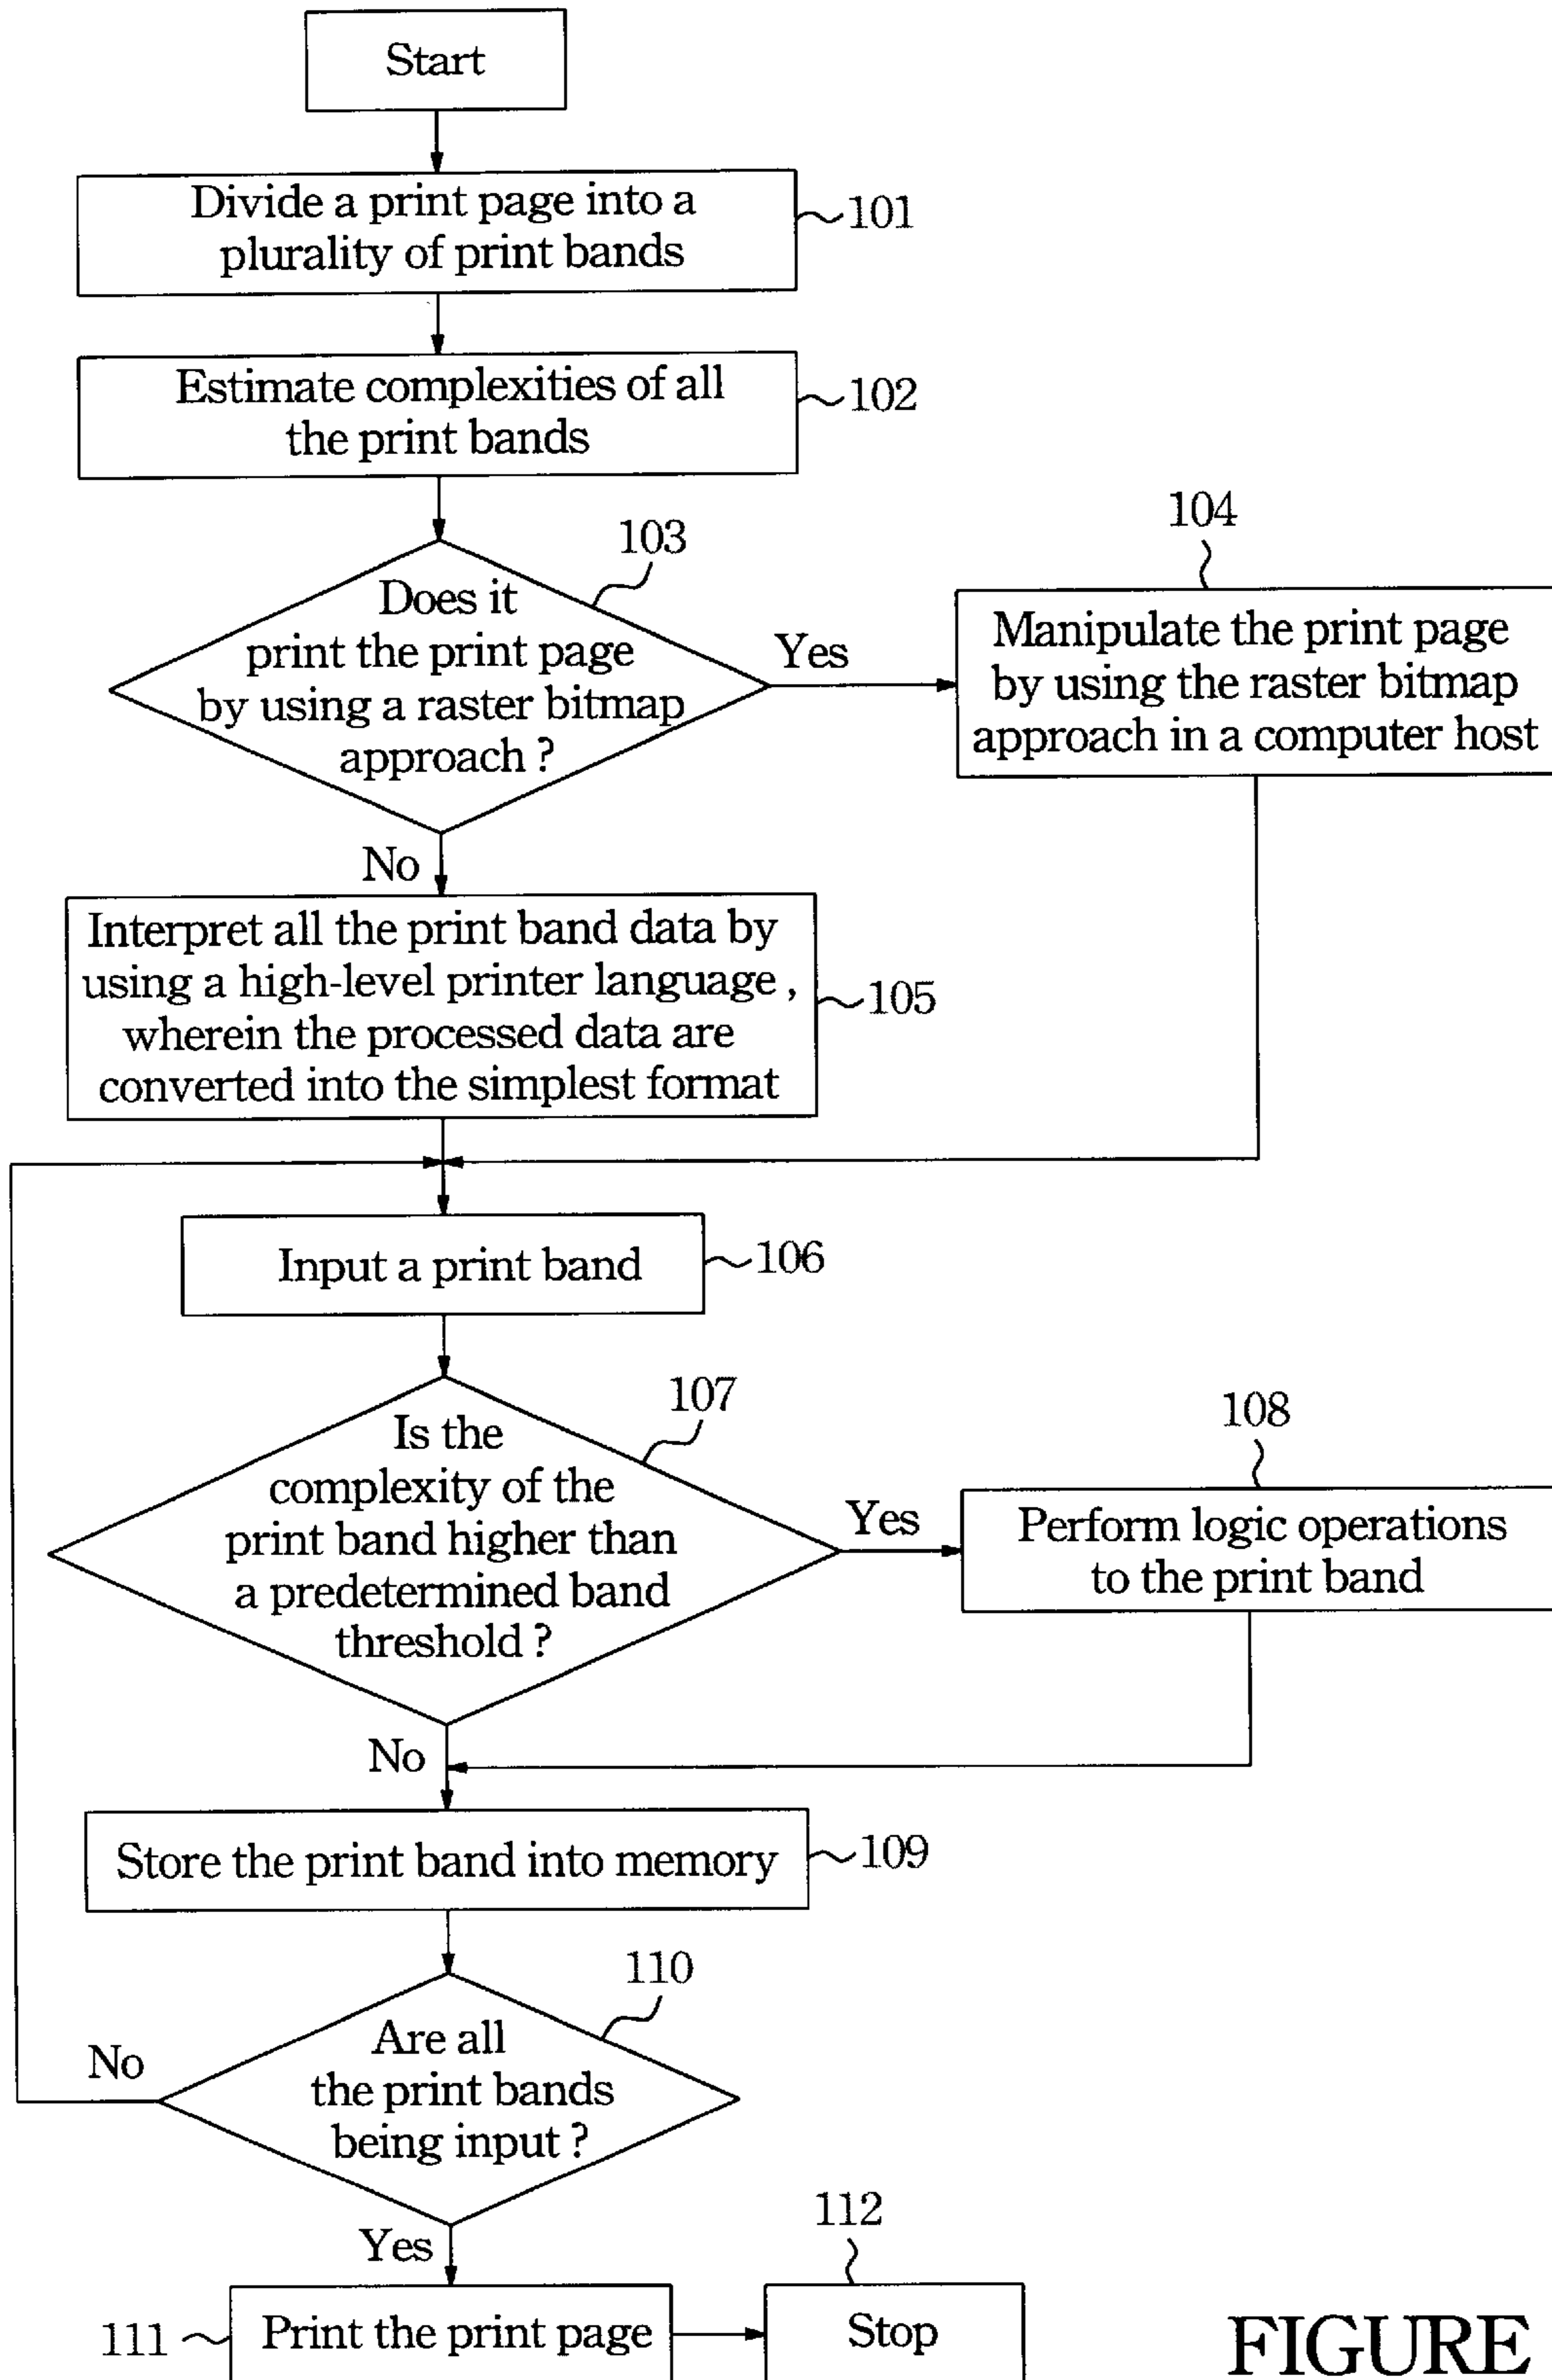 Start
Divide a print page into a
plurality of print bands
101
Estimate complexities of all
the print bands
102
103
Does it
print the print page
by using a raster bitmap
approach ?
Yes
104
Manipulate the print page
by using the raster bitmap
approach in a computer host
No
Interpret all the print band data by
using a high-level printer language ,
wherein the processed data are
converted into the simplest format
105
Input a print band
106
107
Is the
complexity of the
print band higher than
a predetermined band
threshold ?
Yes
108
Perform logic operations
to the print band
No
Store the print band into memory
109
110
Are all
the print bands
being input ?
No
Yes
111
Print the print page
112
Stop
FIGURE